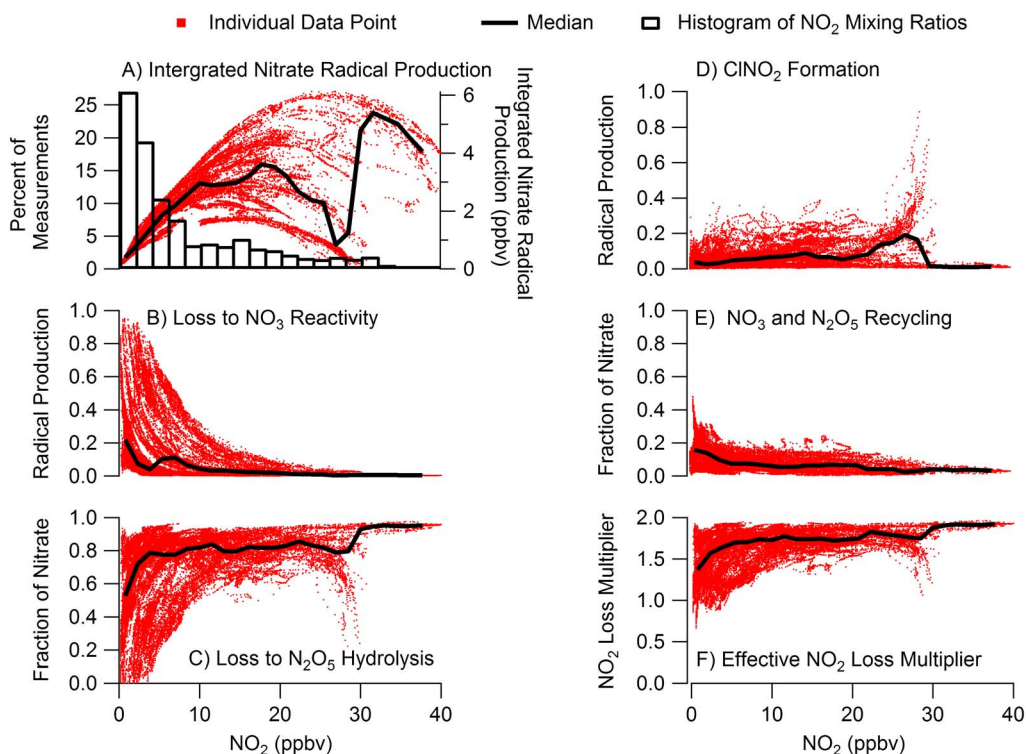 Individual Data Point
Median
Histogram of NO2 Mixing Ratios
A) Intergrated Nitrate Radical Production
25
20
15
10
5
0
Percent of
Measurements
6
4
2
0
Integrated Nitrate Radical
Production (ppbv)
D) ClNO2 Formation
1.0
0.8
0.6
0.4
0.2
0.0
Radical Production
B) Loss to NO3 Reactivity
1.0
0.8
0.6
0.4
0.2
0.0
Radical Production
E) NO3 and N2O5 Recycling
1.0
0.8
0.6
0.4
0.2
0.0
Fraction of Nitrate
1.0
0.8
0.6
0.4
0.2
0.0
Fraction of Nitrate
C) Loss to N2O5 Hydrolysis
0
10
20
30
40
NO2 (ppbv)
2.0
1.5
1.0
0.5
0.0
NO2 Loss Multiplier
F) Effective NO2 Loss Multiplier
0
10
20
30
40
NO2 (ppbv)